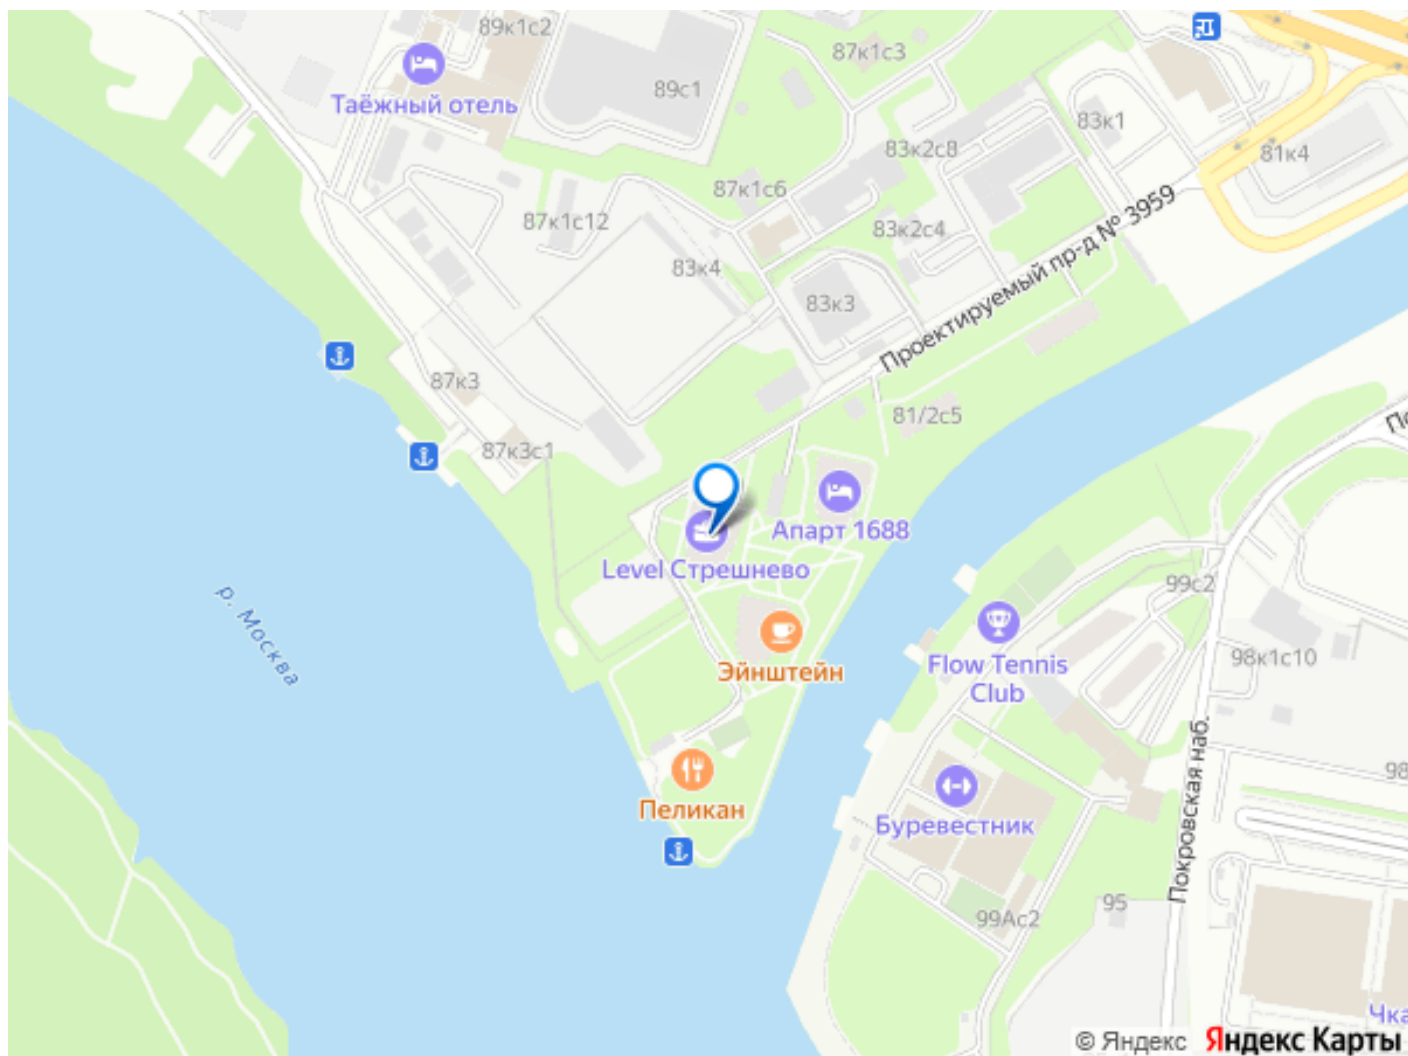 89к1с2
87к1с3
Таёжный отель
89с1
83к1
83к2с8
81к4
87к1с6
87к1с12
83к2с4
Проектируемый пр-д № 3959
83к4
83к3
87к3
81/2с5
87к3с1
Апарт 1688
Level Стрешнево
р. Москва
99с2
98к1с10
Flow Tennis
Club
Эйнштейн
Пеликан
Буревестник
Покровская наб.
98
95
99Ас2
Чка
© Яндекс Яндекс Карты